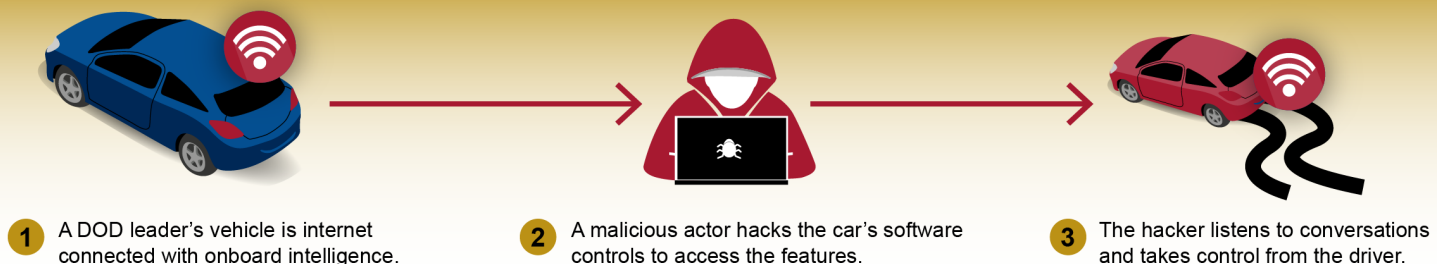 1 A DOD leader's vehicle is internet
connected with onboard intelligence.
2 A malicious actor hacks the car's software
controls to access the features.
3 The hacker listens to conversations
and takes control from the driver.